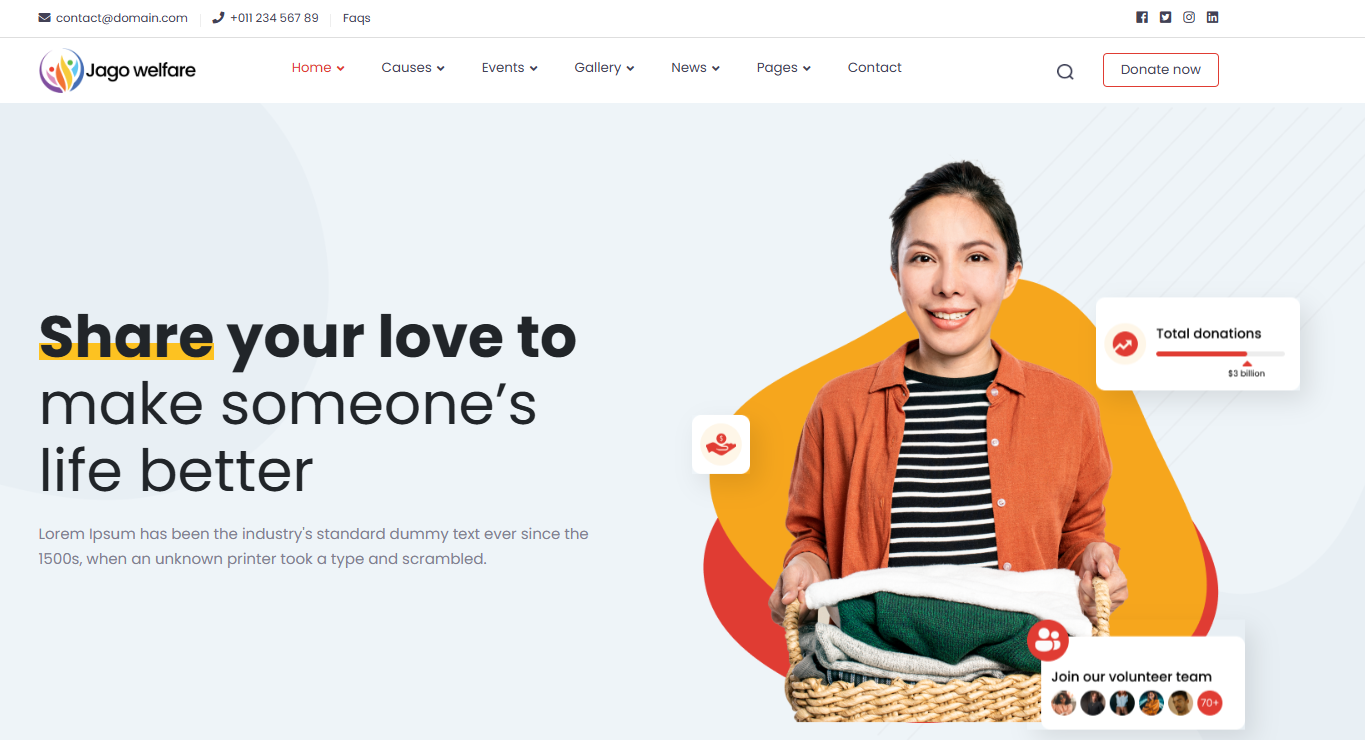 contact@domain.com
+011 234 567 89
Faqs
Jago welfare
Home
Causes
Events
Gallery
News
Pages
Contact
Donate now
Share your love to
make someone’s
life better
Lorem Ipsum has been the industry's standard dummy text ever since the
1500s, when an unknown printer took a type and scrambled.
Total donations
$3 billion
$
Join our volunteer team
70+